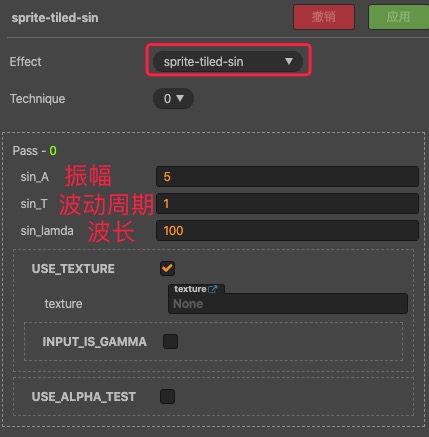 sprite-tiled-sin 撤销 应用
Effect sprite-tiled-sin
Technique 0
Pass - 0
sin_A 振幅 5
sin_T 波动周期 1
sin_lamda 波长 100
USE_TEXTURE
texture
texture None
INPUT_IS_GAMMA
USE_ALPHA_TEST